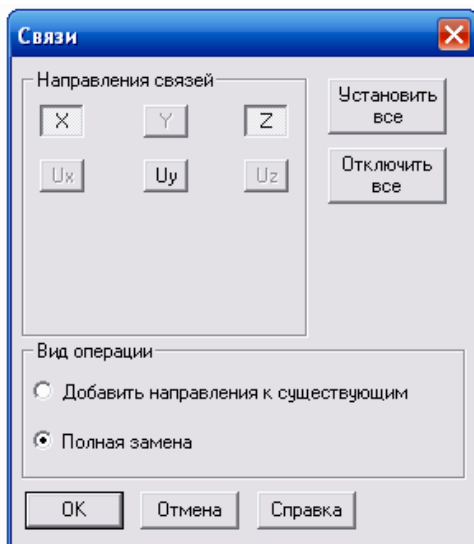 Связи
Направления связей
X Y Z
Ux Uy Uz
Установить
все
Отключить
все
Вид операции
Добавить направления к существующим
Полная замена
OK Отмена Справка